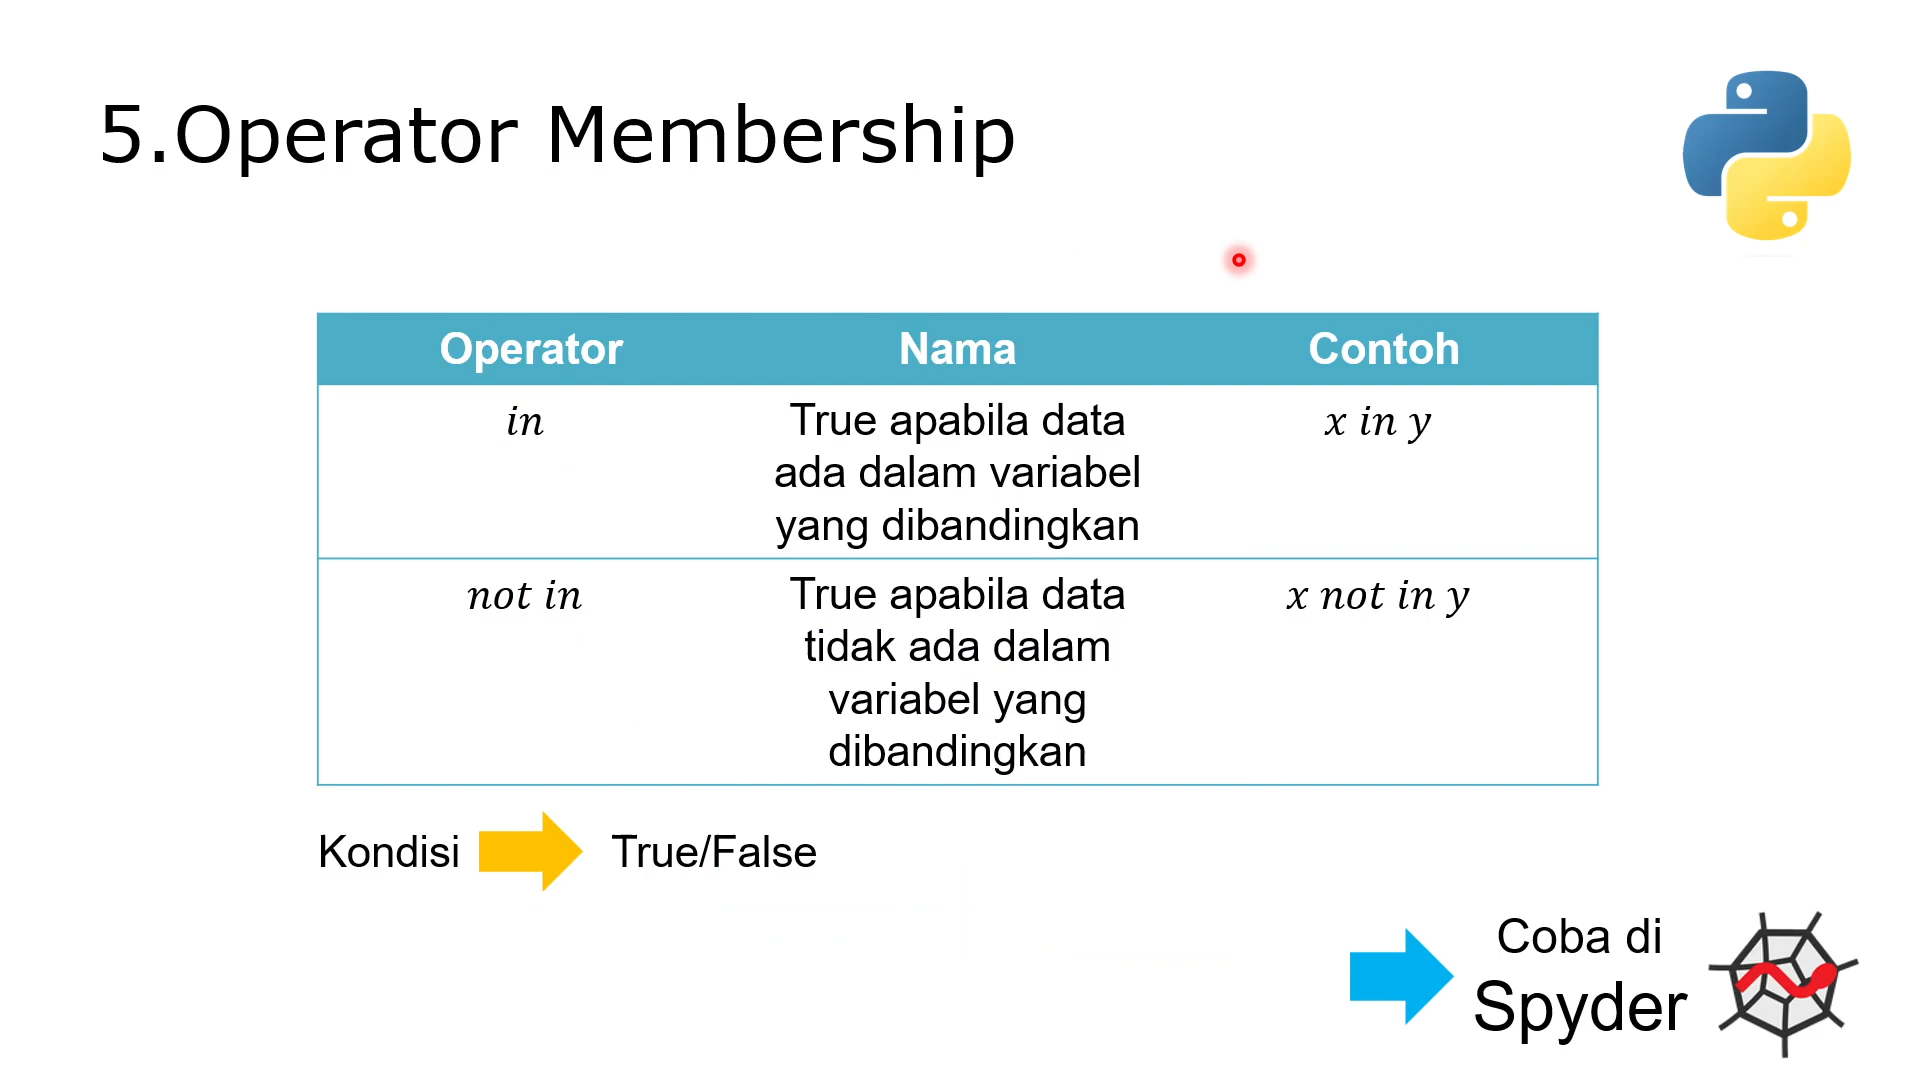 5.Operator Membership
Operator Nama Contoh
in True apabila data x in y
ada dalam variabel
yang dibandingkan
not in True apabila data x not in y
tidak ada dalam
variabel yang
dibandingkan
Kondisi True/False
Coba di
Spyder